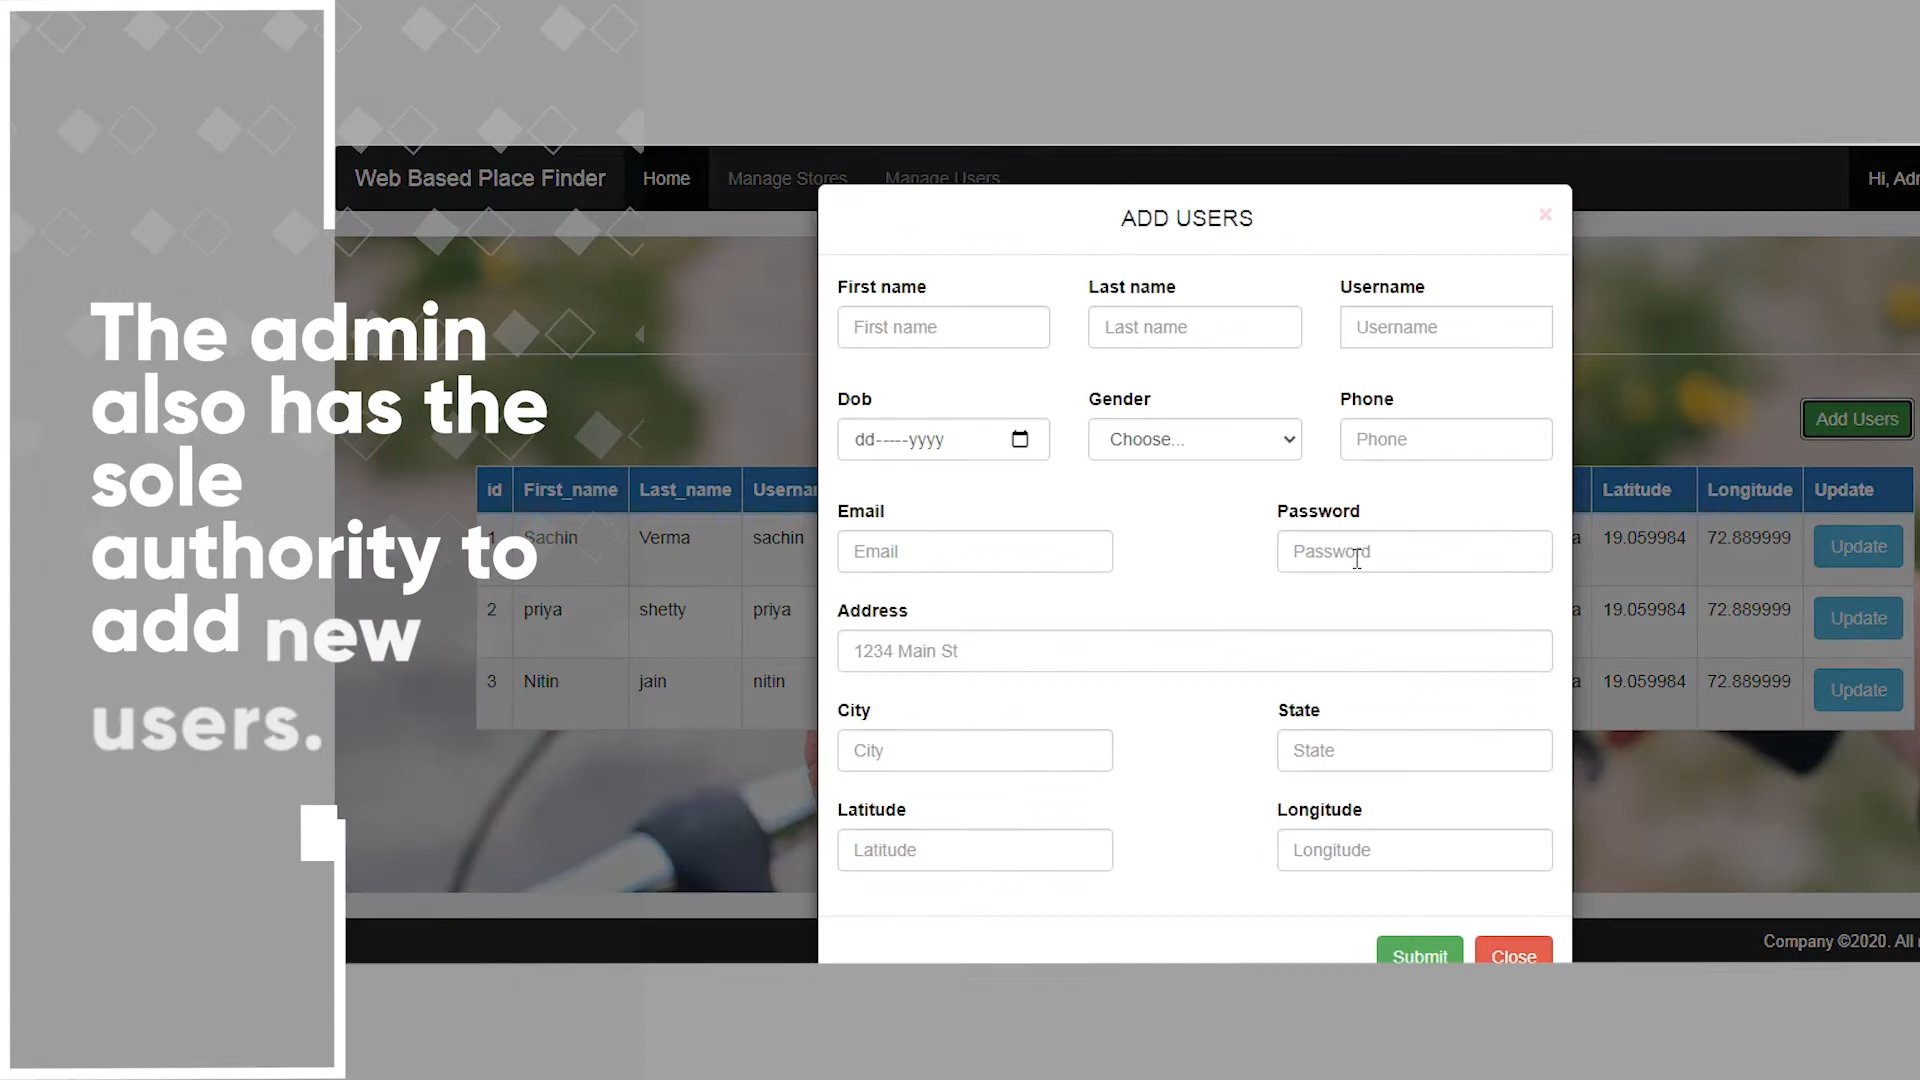 The admin
also has the
sole
authority to
add new
users.
Web Based Place Finder
Home
Manage Stores
Manage Users
Hi, Adr
ADD USERS
×
First name
Last name
Username
First name
Last name
Username
Dob
Gender
Phone
dd-----yyyy
Choose...
Phone
Email
Password
Email
Password
Address
1234 Main St
City
State
City
State
Latitude
Longitude
Latitude
Longitude
Submit
Close
Add Users
id First_name Last_name Userna Latitude Longitude Update
1 Sachin Verma sachin a 19.059984 72.889999 Update
2 priya shetty priya a 19.059984 72.889999 Update
3 Nitin jain nitin a 19.059984 72.889999 Update
Company ©2020. All